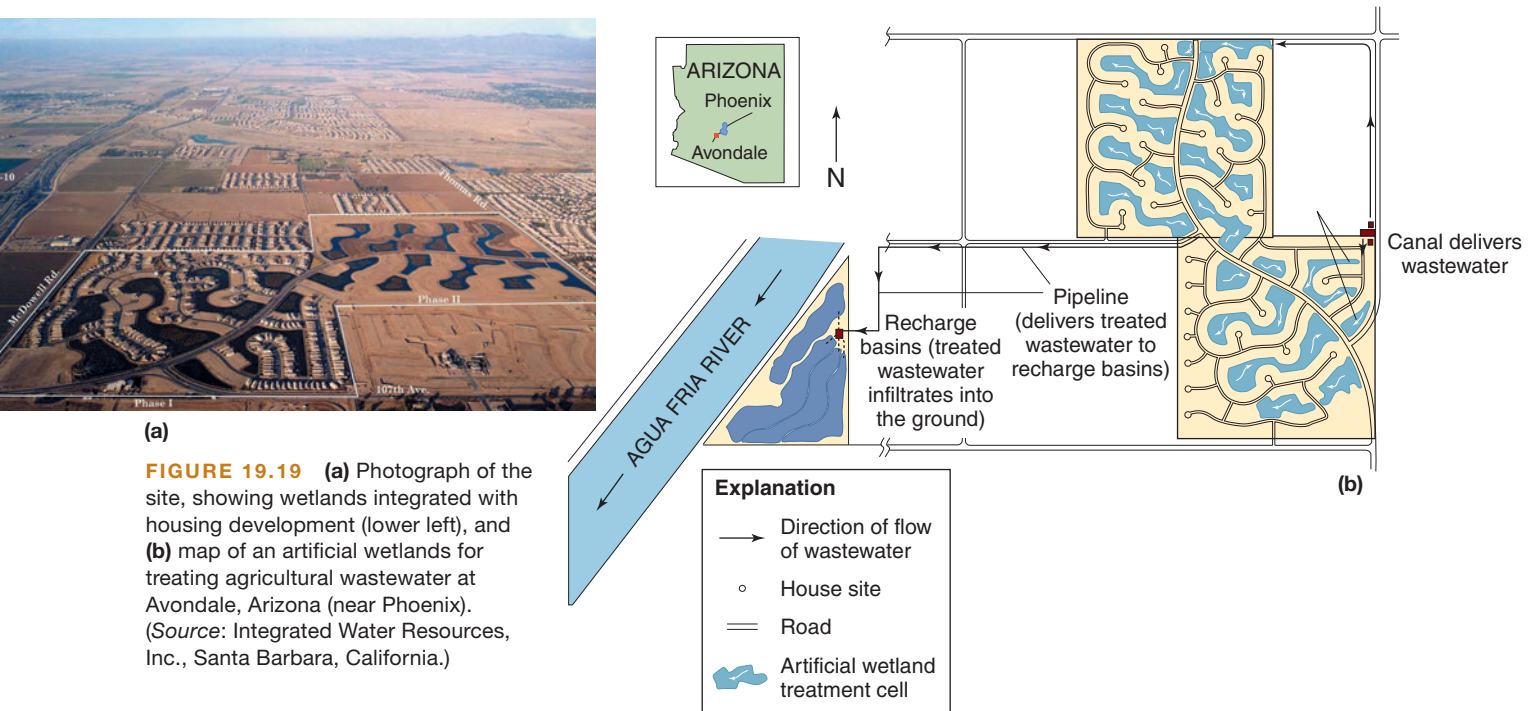 -10
McDowell Rd.
Thomas Rd.
Phase II
107th Ave.
Phase I
(a)
FIGURE 19.19 (a) Photograph of the
site, showing wetlands integrated with
housing development (lower left), and
(b) map of an artificial wetlands for
treating agricultural wastewater at
Avondale, Arizona (near Phoenix).
(Source: Integrated Water Resources,
Inc., Santa Barbara, California.)
ARIZONA
Phoenix
Avondale
N
AGUA FRIA RIVER
Recharge
basins (treated
wastewater
infiltrates into
the ground)
Pipeline
(delivers treated
wastewater to
recharge basins)
Canal delivers
wastewater
(b)
Explanation
Direction of flow
of wastewater
House site
Road
Artificial wetland
treatment cell